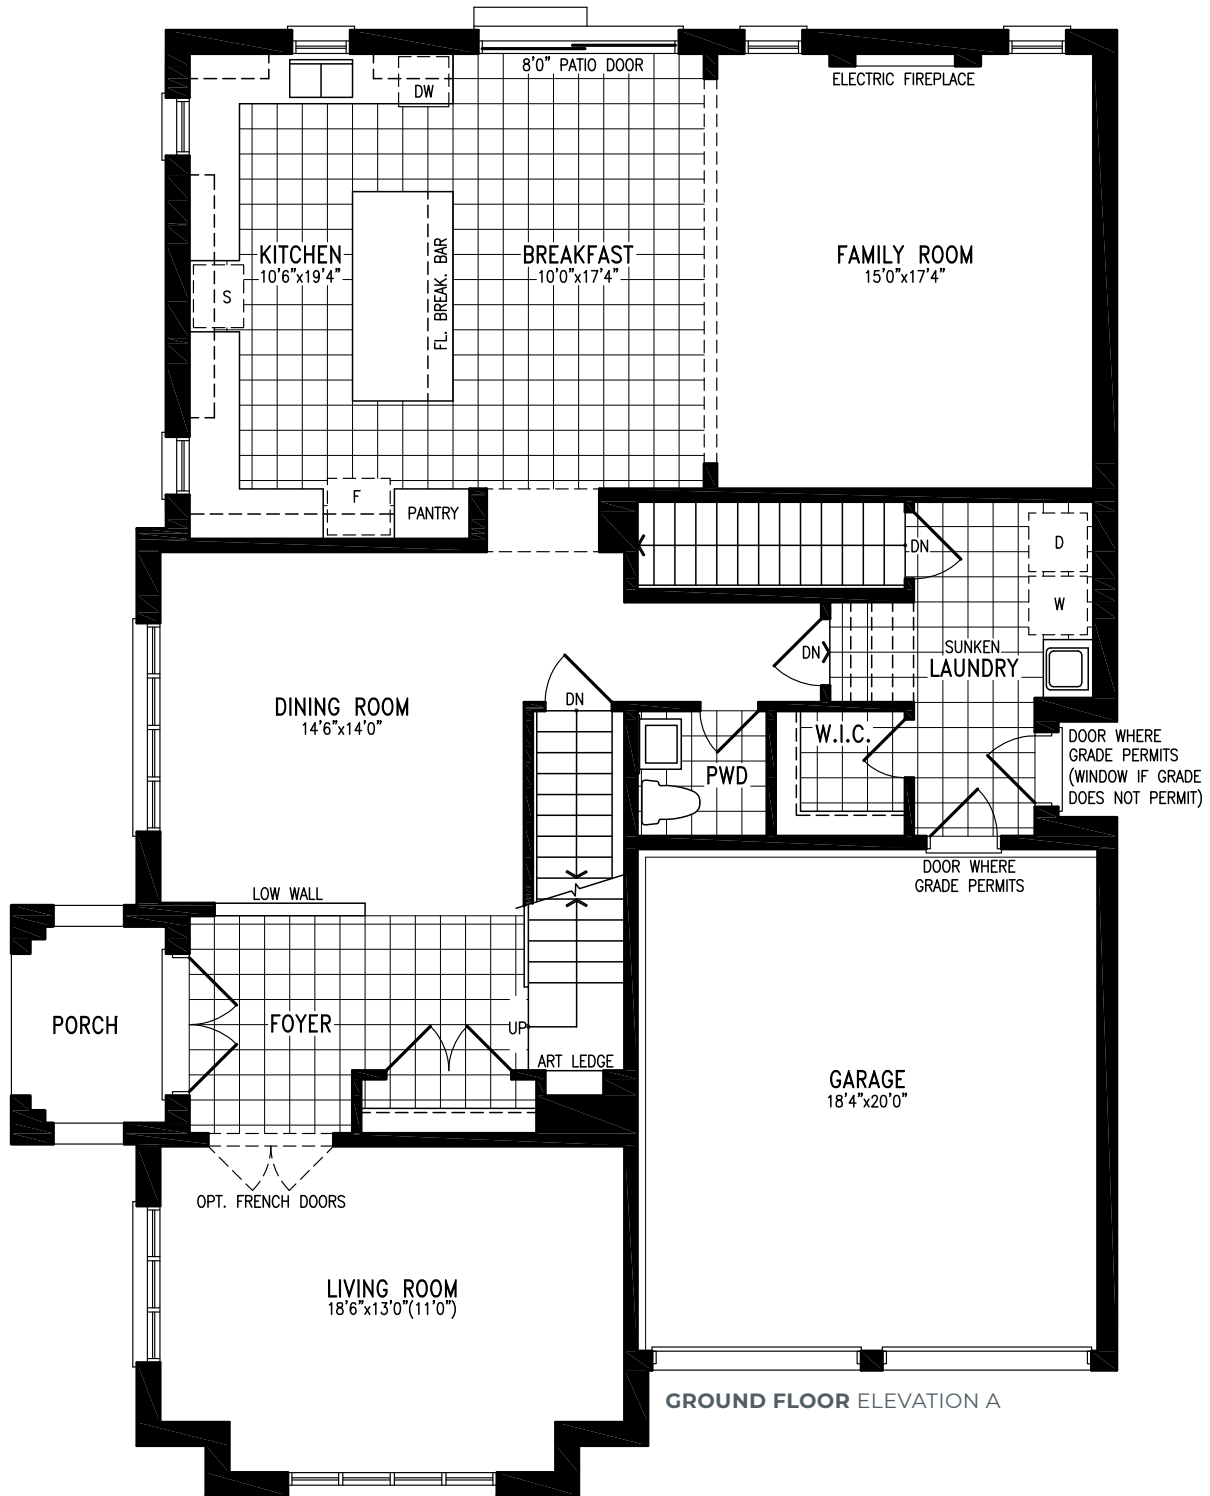 8'0" PATIO DOOR
ELECTRIC FIREPLACE
DW
KITCHEN
10'6"x19'4"
FL. BREAK. BAR
BREAKFAST
10'0"x17'4"
FAMILY ROOM
15'0"x17'4"
S
F
PANTRY
DN
D
W
SUNKEN
LAUNDRY
DN
DINING ROOM
14'6"x14'0"
DN
W.I.C.
PWD
DOOR WHERE
GRADE PERMITS
(WINDOW IF GRADE
DOES NOT PERMIT)
DOOR WHERE
GRADE PERMITS
LOW WALL
PORCH
FOYER
UP
ART LEDGE
GARAGE
18'4"x20'0"
OPT. FRENCH DOORS
LIVING ROOM
18'6"x13'0"(11'0")
GROUND FLOOR ELEVATION A